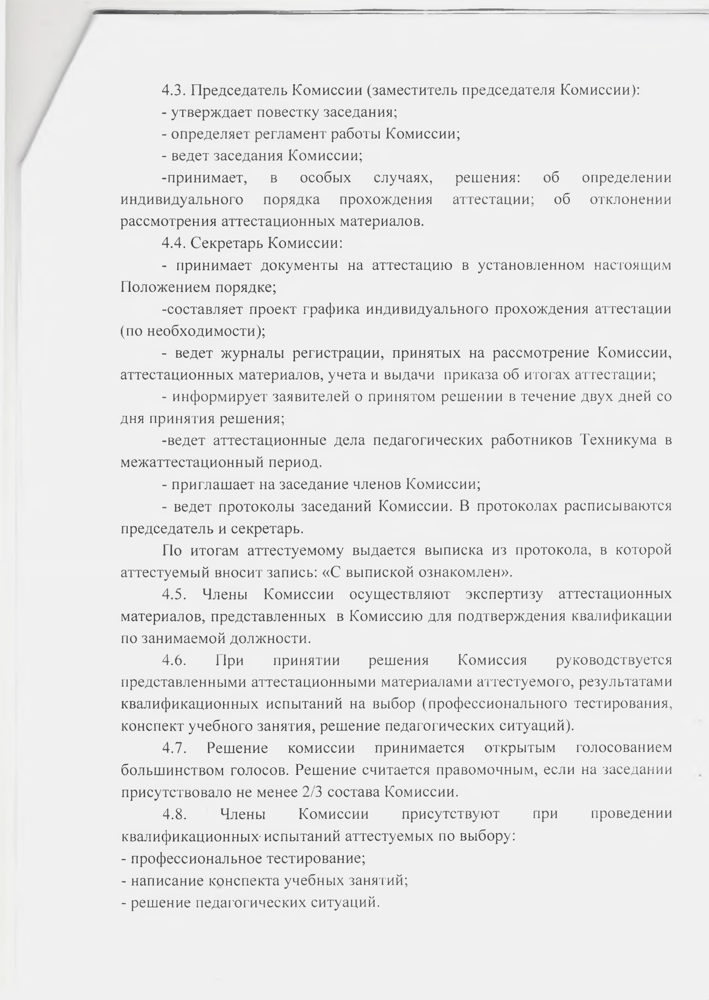 4.3. Председатель Комиссии (заместитель председателя Комиссии):
- утверждает повестку заседания;
- определяет регламент работы Комиссии;
- ведет заседания Комиссии;
-принимает, в особых случаях, решения: об определении
индивидуального порядка прохождения аттестации; об отклонении
рассмотрения аттестационных материалов.
4.4. Секретарь Комиссии:
- принимает документы на аттестацию в установленном настоящим
Положением порядке;
-составляет проект графика индивидуального прохождения аттестации
(по необходимости);
- ведет журналы регистрации, принятых на рассмотрение Комиссии,
аттестационных материалов, учета и выдачи приказа об итогах аттестации;
- информирует заявителей о принятом решении в течение двух дней со
дня принятия решения;
-ведет аттестационные дела педагогических работников Техникума в
межаттестационный период.
- приглашает на заседание членов Комиссии;
- ведет протоколы заседаний Комиссии. В протоколах расписываются
председатель и секретарь.
По итогам аттестуемому выдается выписка из протокола, в которой
аттестуемый вносит запись: «С выпиской ознакомлен».
4.5. Члены Комиссии осуществляют экспертизу аттестационных
материалов, представленных в Комиссию для подтверждения квалификации
по занимаемой должности.
4.6. При принятии решения Комиссия руководствуется
представленными аттестационными материалами аттестуемого, результатами
квалификационных испытаний на выбор (профессионального тестирования,
конспект учебного занятия, решение педагогических ситуаций).
4.7. Решение комиссии принимается открытым голосованием
большинством голосов. Решение считается правомочным, если на заседании
присутствовало не менее 2/3 состава Комиссии.
4.8. Члены Комиссии присутствуют при проведении
квалификационных испытаний аттестуемых по выбору:
- профессиональное тестирование;
- написание конспекта учебных занятий;
- решение педагогических ситуаций.